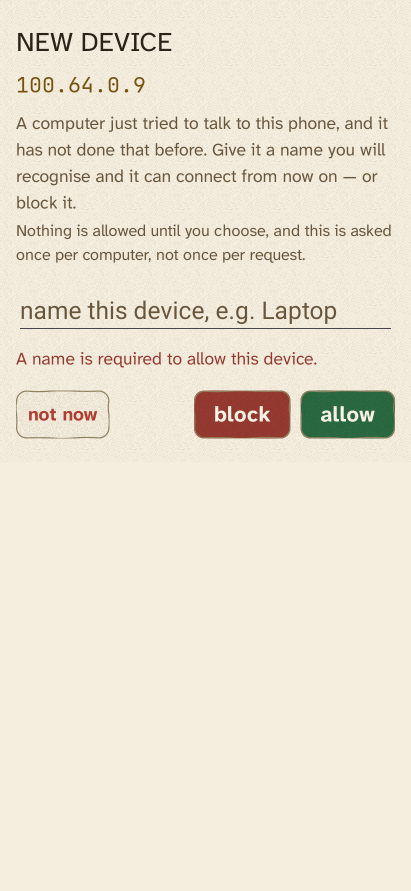 NEW DEVICE
100.64.0.9
A computer just tried to talk to this phone, and it
has not done that before. Give it a name you will
recognise and it can connect from now on — or
block it.
Nothing is allowed until you choose, and this is asked
once per computer, not once per request.
name this device, e.g. Laptop
A name is required to allow this device.
not now
block
allow